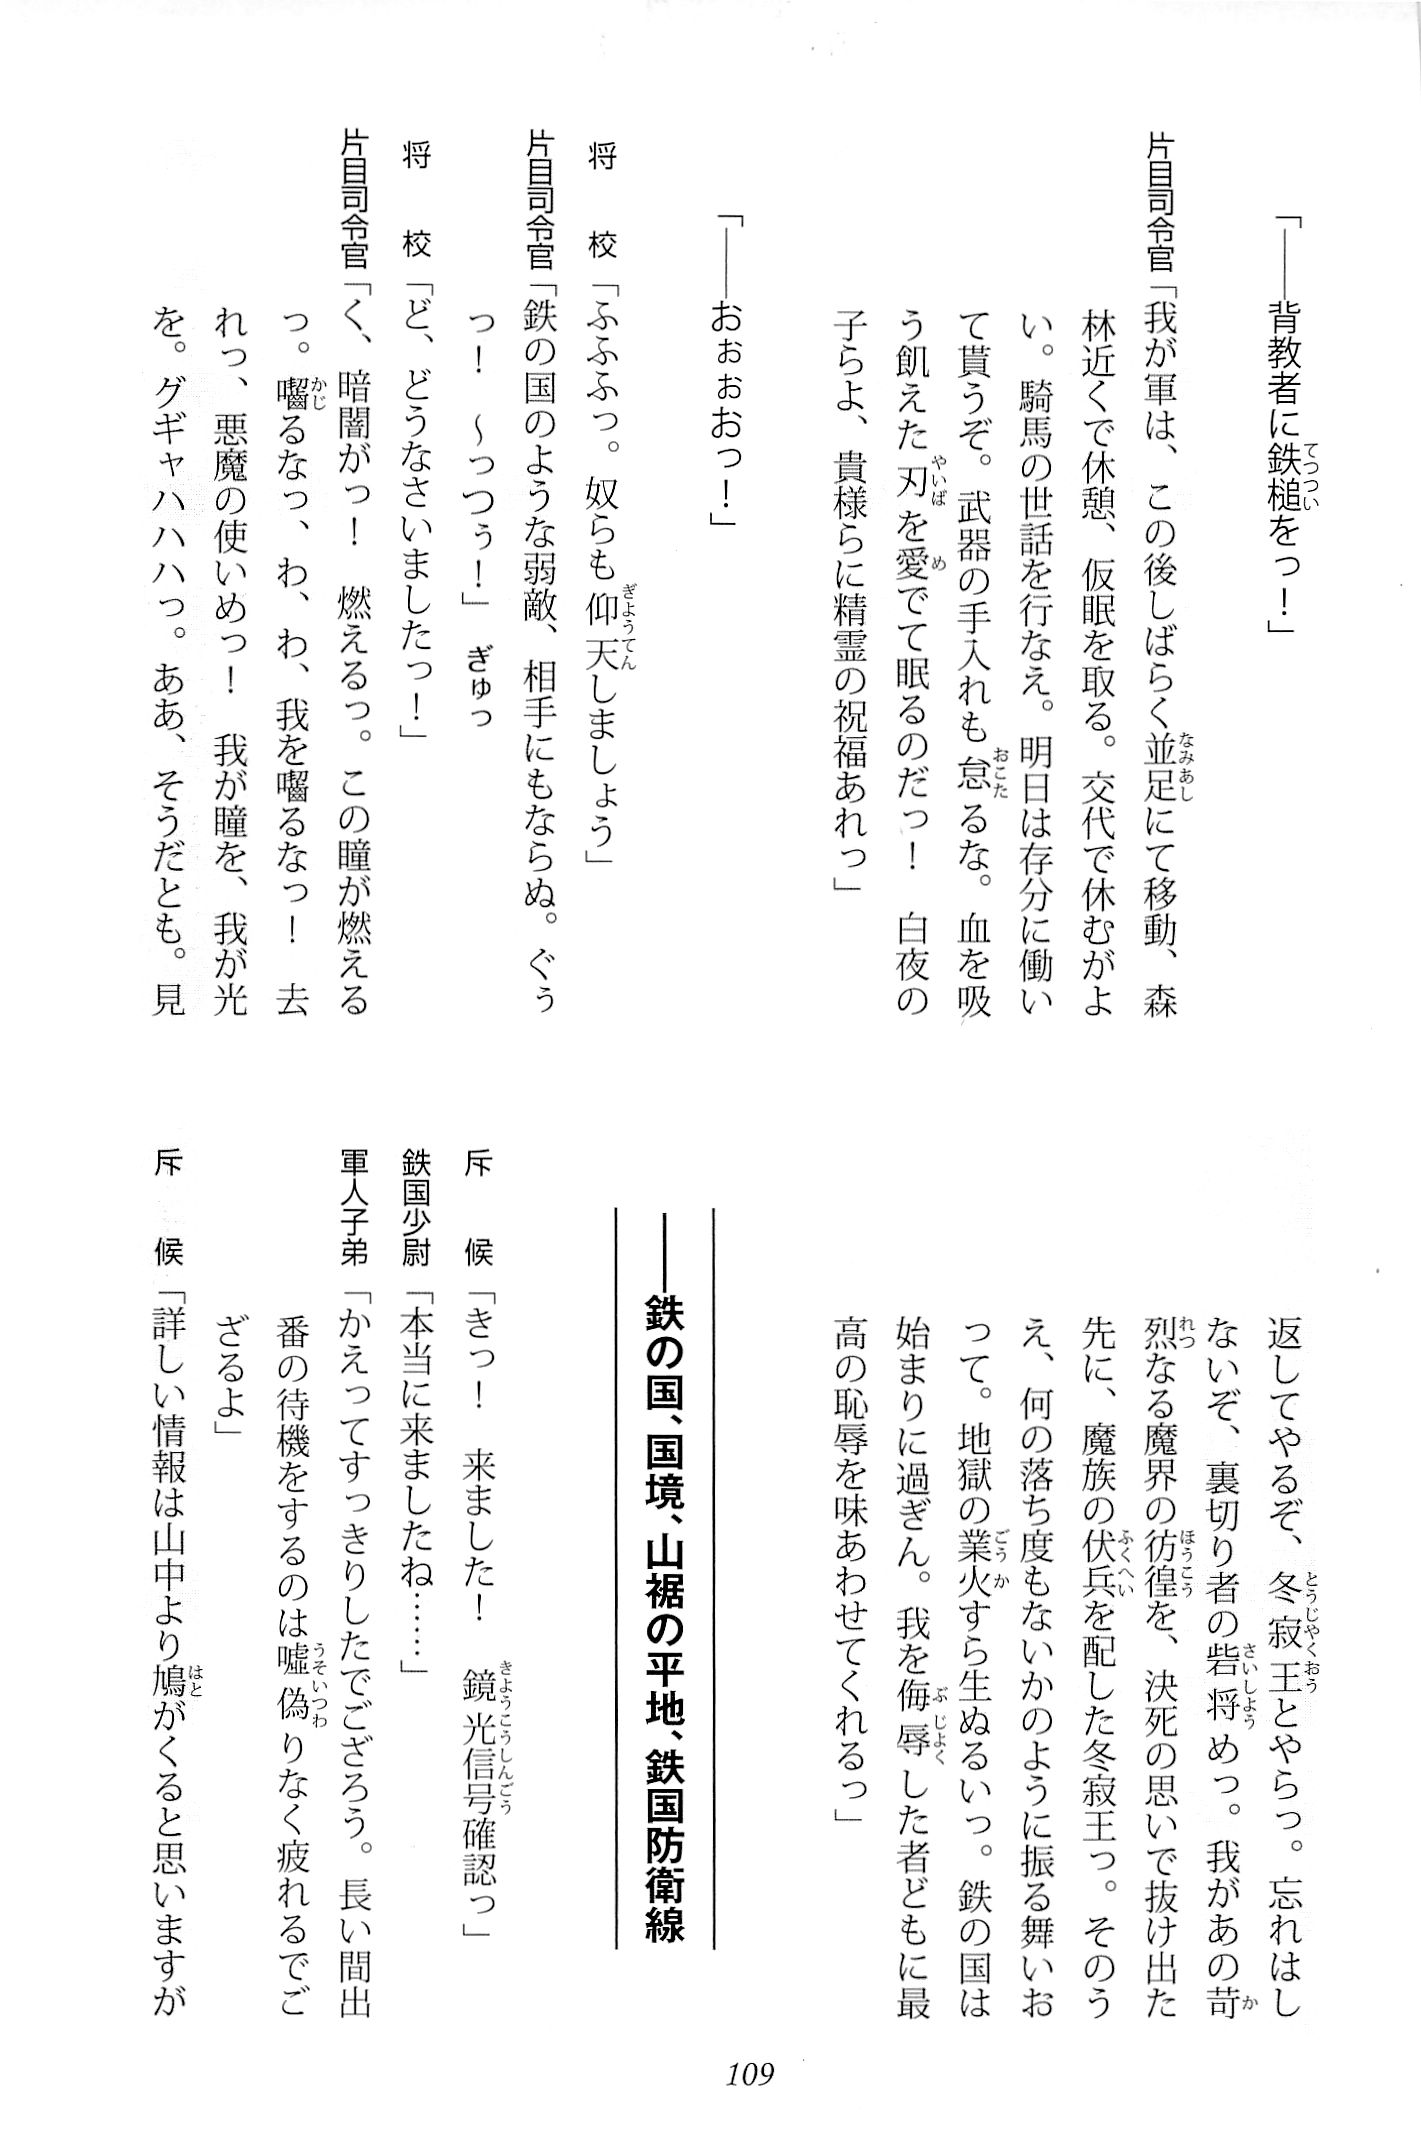 「――背教者に鉄槌をっ！」
片目司令官「我が軍は、この後しばらく並足にて移動、森
林近くで休憩、仮眠を取る。交代で休むがよ
い。騎馬の世話を行なえ。明日は存分に働い
て貰うぞ。武器の手入れも怠るな。血を吸
う飢えた刃を愛でて眠るのだっ！　白夜の
子らよ、貴様らに精霊の祝福あれっ」
「――おぉぉおっ！」
将　校「ふふふっ。奴らも仰天しましょう」
片目司令官「鉄の国のような弱敵、相手にもならぬ。ぐぅ
っ！　～っつぅ！」ぎゅっ
将　校「ど、どうなさいましたっ！」
片目司令官「く、暗闇がっ！　燃えるっ。この瞳が燃える
っ。囓るなっ、わ、わ、我を囓るなっ！　去
れっ、悪魔の使いめっ！　我が瞳を、我が光
を。グギャハハハっ。ああ、そうだとも。見
返してやるぞ、冬寂王とやらっ。忘れはし
ないぞ、裏切り者の砦将めっ。我があの苛
烈なる魔界の彷徨を、決死の思いで抜け出た
先に、魔族の伏兵を配した冬寂王っ。そのう
え、何の落ち度もないかのように振る舞いお
って。地獄の業火すら生ぬるいっ。鉄の国は
始まりに過ぎん。我を侮辱した者どもに最
高の恥辱を味あわせてくれるっ」
――鉄の国、国境、山裾の平地、鉄国防衛線
斥　候「きっ！　来ました！　鏡光信号確認っ」
鉄国少尉「本当に来ましたね……」
軍人子弟「かえってすっきりしたでござろう。長い間出
番の待機をするのは嘘偽りなく疲れるでご
ざるよ」
斥　候「詳しい情報は山中より鳩がくると思いますが
109